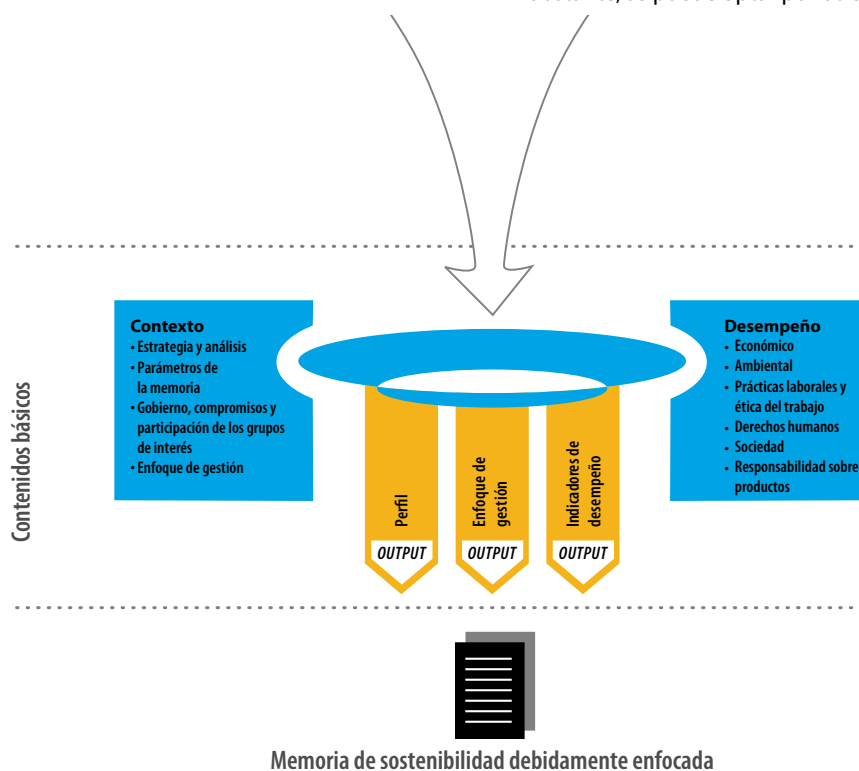 Contenidos básicos
Contexto
• Estrategia y análisis
• Parámetros de
la memoria
• Gobierno, compromisos y
participación de los grupos
de interés
• Enfoque de gestión
Perfil
OUTPUT
Enfoque de
gestión
OUTPUT
Indicadores de
desempeño
OUTPUT
Desempeño
• Económico
• Ambiental
• Prácticas laborales y
ética del trabajo
• Derechos humanos
• Sociedad
• Responsabilidad sobre
productos
Memoria de sostenibilidad debidamente enfocada